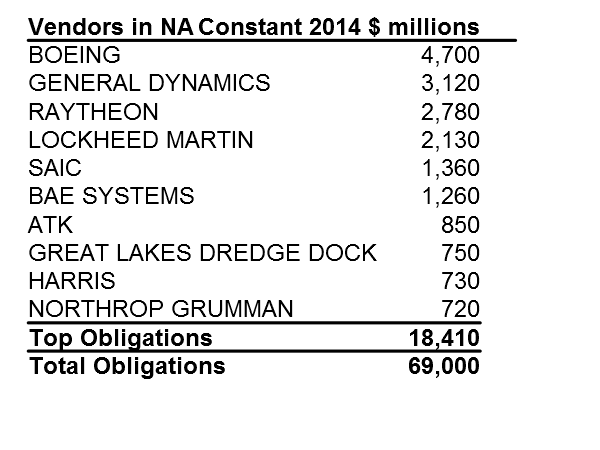 Vendors in NA Constant 2014 $ millions
BOEING 4,700
GENERAL DYNAMICS 3,120
RAYTHEON 2,780
LOCKHEED MARTIN 2,130
SAIC 1,360
BAE SYSTEMS 1,260
ATK 850
GREAT LAKES DREDGE DOCK 750
HARRIS 730
NORTHROP GRUMMAN 720
Top Obligations 18,410
Total Obligations 69,000